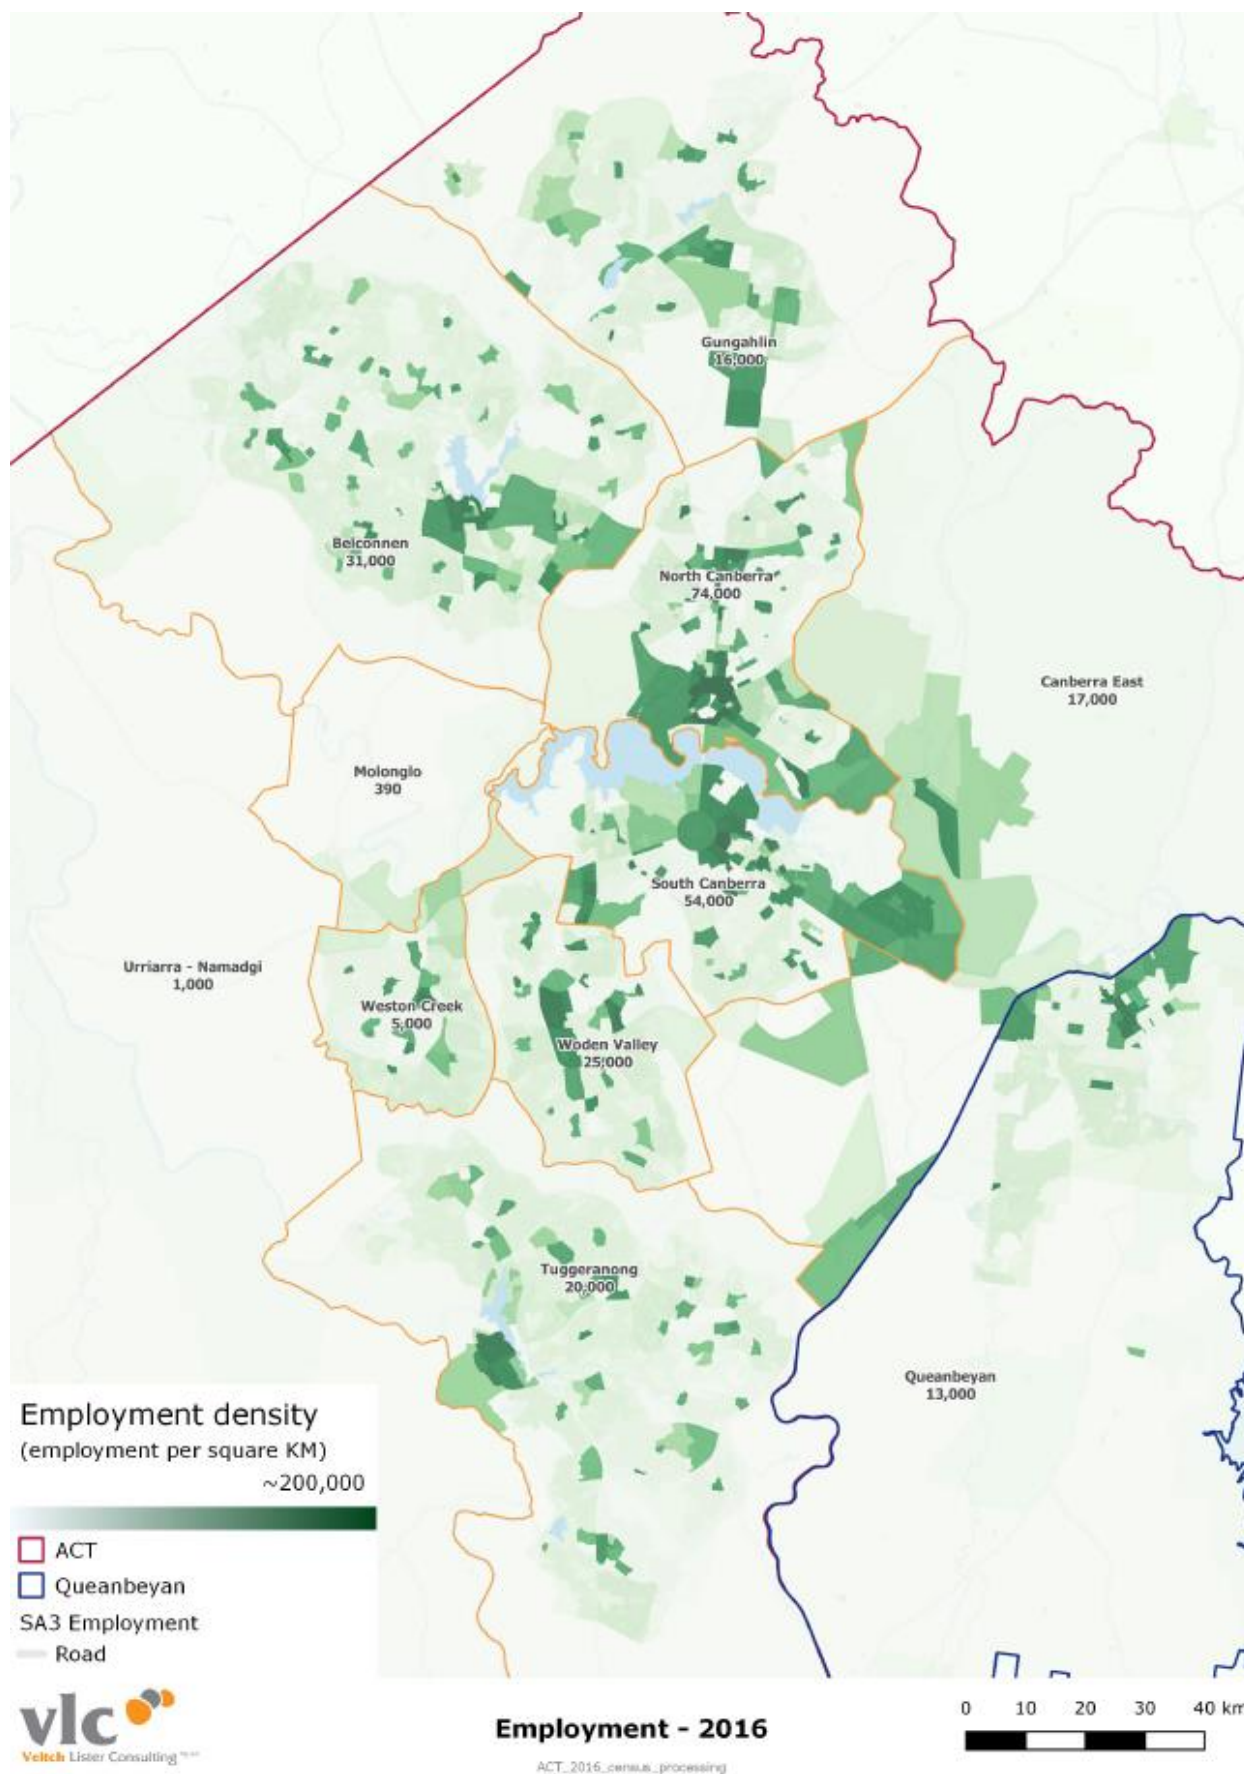 Gungahlin
16,000
Belconnen
31,000
North Canberra
74,000
Canberra East
17,000
Molonglo
390
South Canberra
54,000
Urriarra - Namadgi
1,000
Weston Creek
5,000
Woden Valley
25,000
Tuggeranong
20,000
Queanbeyan
13,000
Employment density
(employment per square KM)
~200,000
ACT
Queanbeyan
SA3 Employment
Road
vlc
Veitch Lister Consulting
Employment - 2016
ACT_2016_census_processing
0 10 20 30 40 km